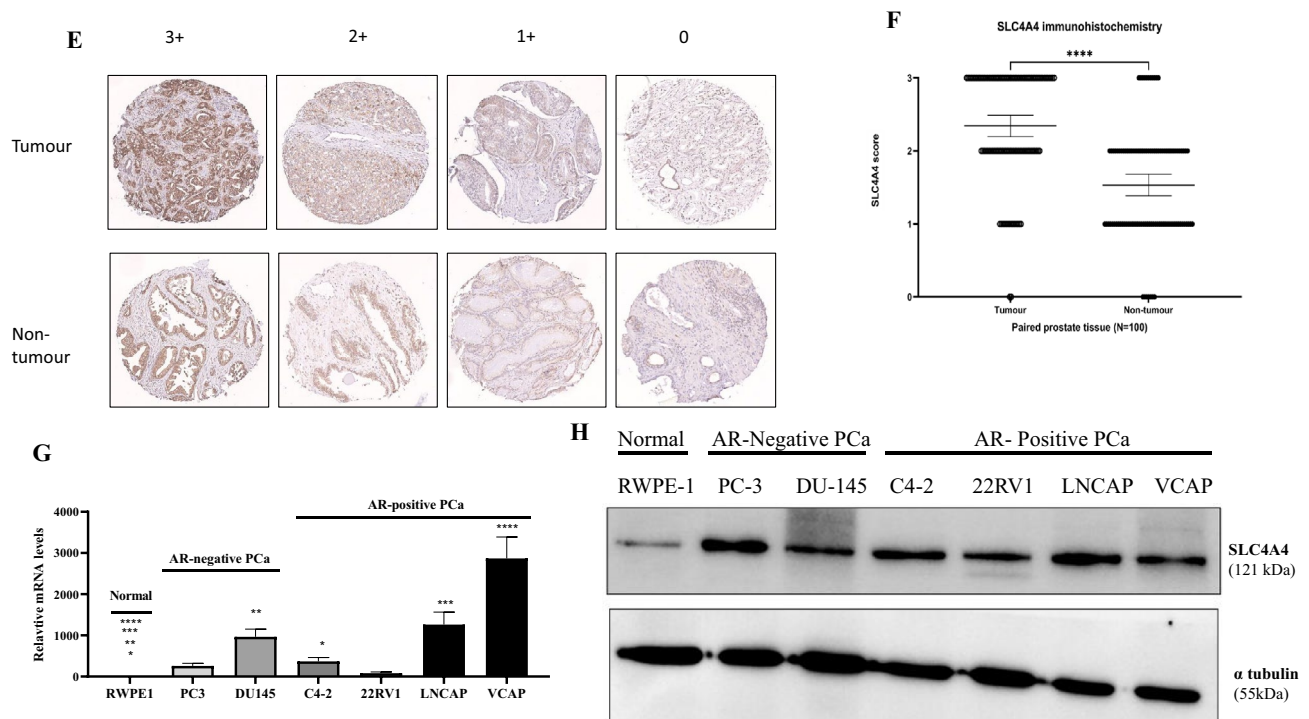 E
3+ 2+ 1+ 0
Tumour
Non-
tumour
F
SLC4A4 immunohistochemistry
****
3
2
1
0
SLC4A4 score
Tumour Non-tumour
Paired prostate tissue (N=100)
G
AR-positive PCa
AR-negative PCa
Normal
****
***
**
*
**
*
***
****
4000
3000
2000
1000
0
Relavtive mRNA levels
RWPE1 PC3 DU145 C4-2 22RV1 LNCAP VCAP
H
Normal AR-Negative PCa AR- Positive PCa
RWPE-1 PC-3 DU-145 C4-2 22RV1 LNCAP VCAP
SLC4A4
(121 kDa)
α tubulin
(55kDa)